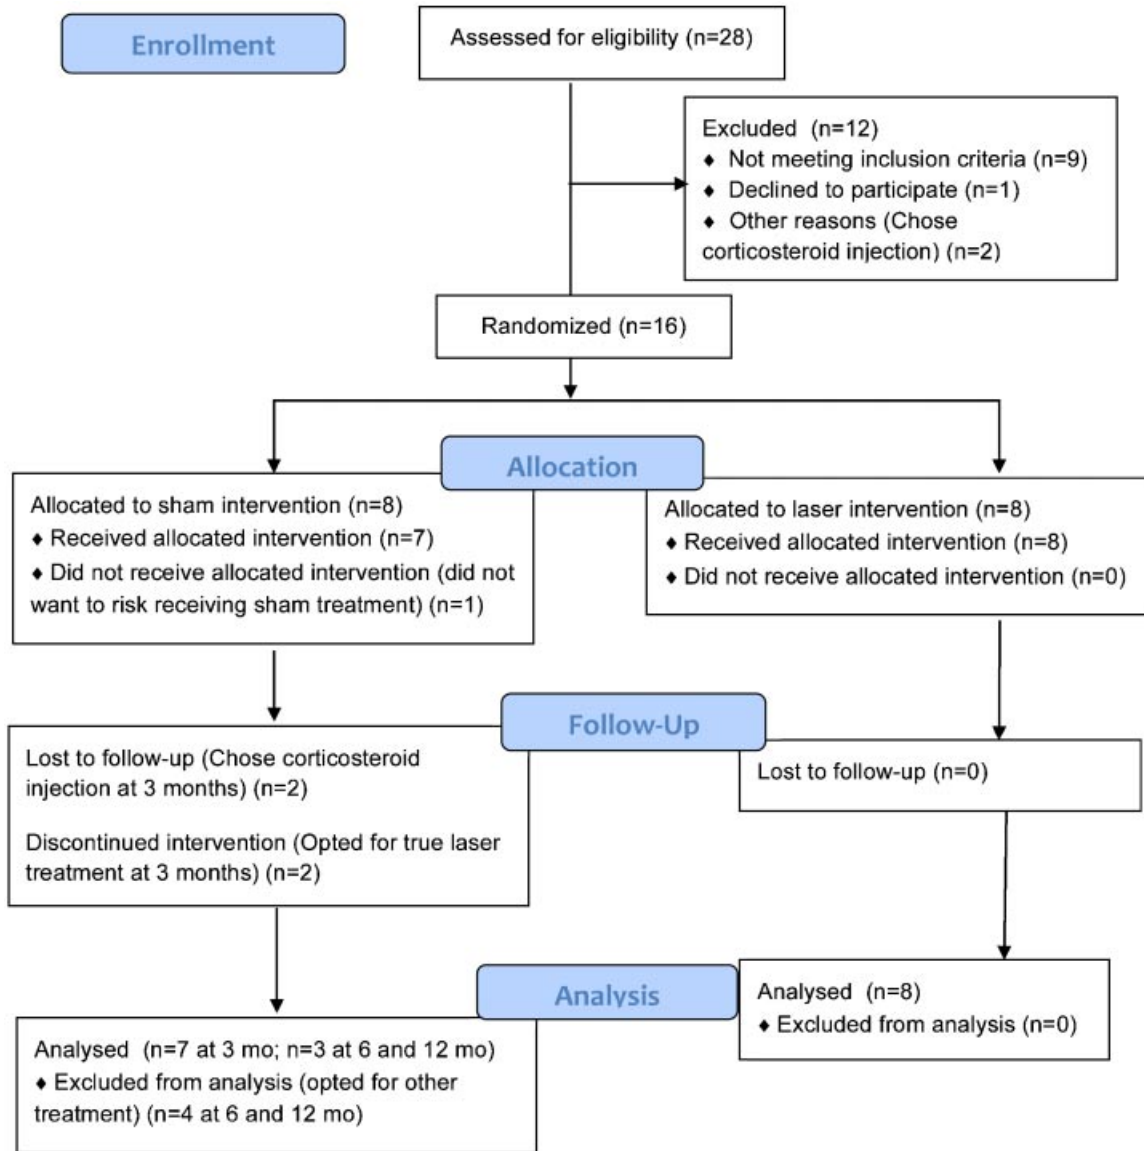 Enrollment
Assessed for eligibility (n=28)
Excluded (n=12)
♦ Not meeting inclusion criteria (n=9)
♦ Declined to participate (n=1)
♦ Other reasons (Chose
corticosteroid injection) (n=2)
Randomized (n=16)
Allocation
Allocated to sham intervention (n=8)
♦ Received allocated intervention (n=7)
♦ Did not receive allocated intervention (did not
want to risk receiving sham treatment) (n=1)
Allocated to laser intervention (n=8)
♦ Received allocated intervention (n=8)
♦ Did not receive allocated intervention (n=0)
Follow-Up
Lost to follow-up (Chose corticosteroid
injection at 3 months) (n=2)
Discontinued intervention (Opted for true laser
treatment at 3 months) (n=2)
Lost to follow-up (n=0)
Analysis
Analysed (n=7 at 3 mo; n=3 at 6 and 12 mo)
♦ Excluded from analysis (opted for other
treatment) (n=4 at 6 and 12 mo)
Analysed (n=8)
♦ Excluded from analysis (n=0)